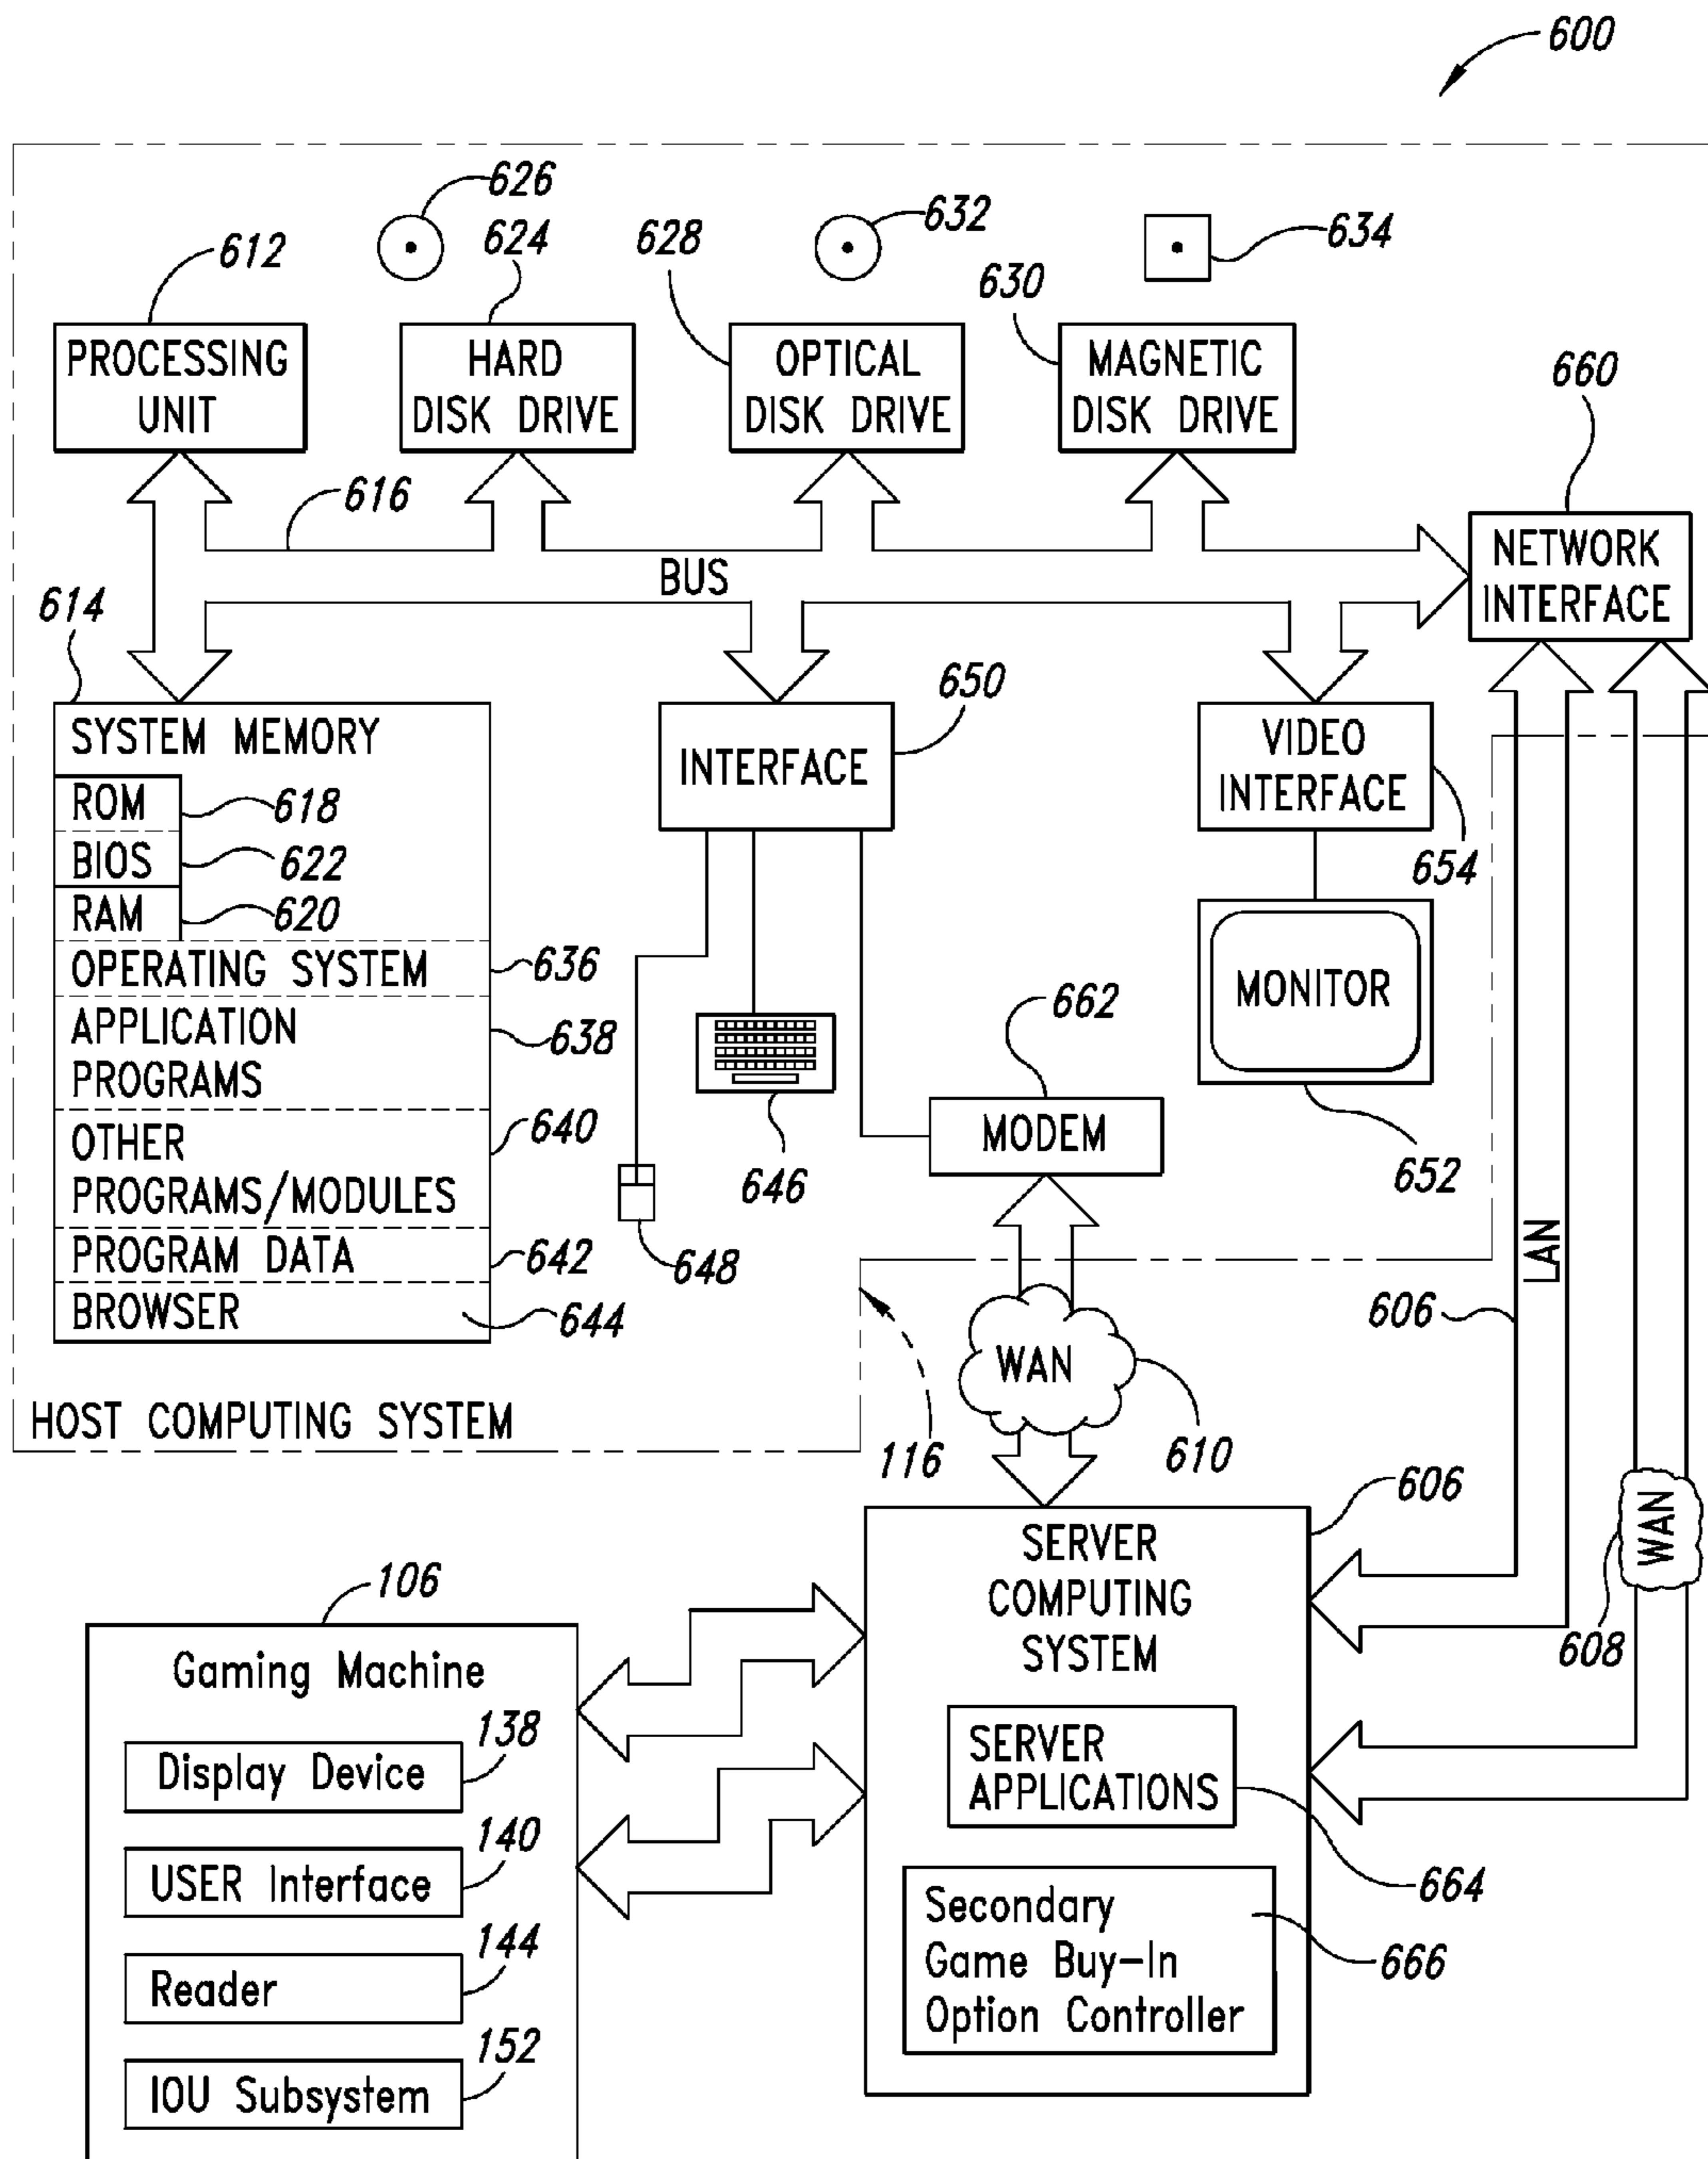 600
626
632
634
612
624
628
630
PROCESSING
UNIT
HARD
DISK DRIVE
OPTICAL
DISK DRIVE
MAGNETIC
DISK DRIVE
660
616
NETWORK
INTERFACE
BUS
614
650
SYSTEM MEMORY
ROM
618
BIOS
622
RAM
620
OPERATING SYSTEM
636
APPLICATION
PROGRAMS
638
OTHER
PROGRAMS/MODULES
640
PROGRAM DATA
642
BROWSER
644
INTERFACE
VIDEO
INTERFACE
654
MONITOR
652
662
MODEM
646
648
LAN
606
WAN
610
HOST COMPUTING SYSTEM
116
606
WAN
608
106
Gaming Machine
138
Display Device
140
USER Interface
144
Reader
152
IOU Subsystem
SERVER
COMPUTING
SYSTEM
SERVER
APPLICATIONS
664
Secondary
Game Buy-In
Option Controller
666